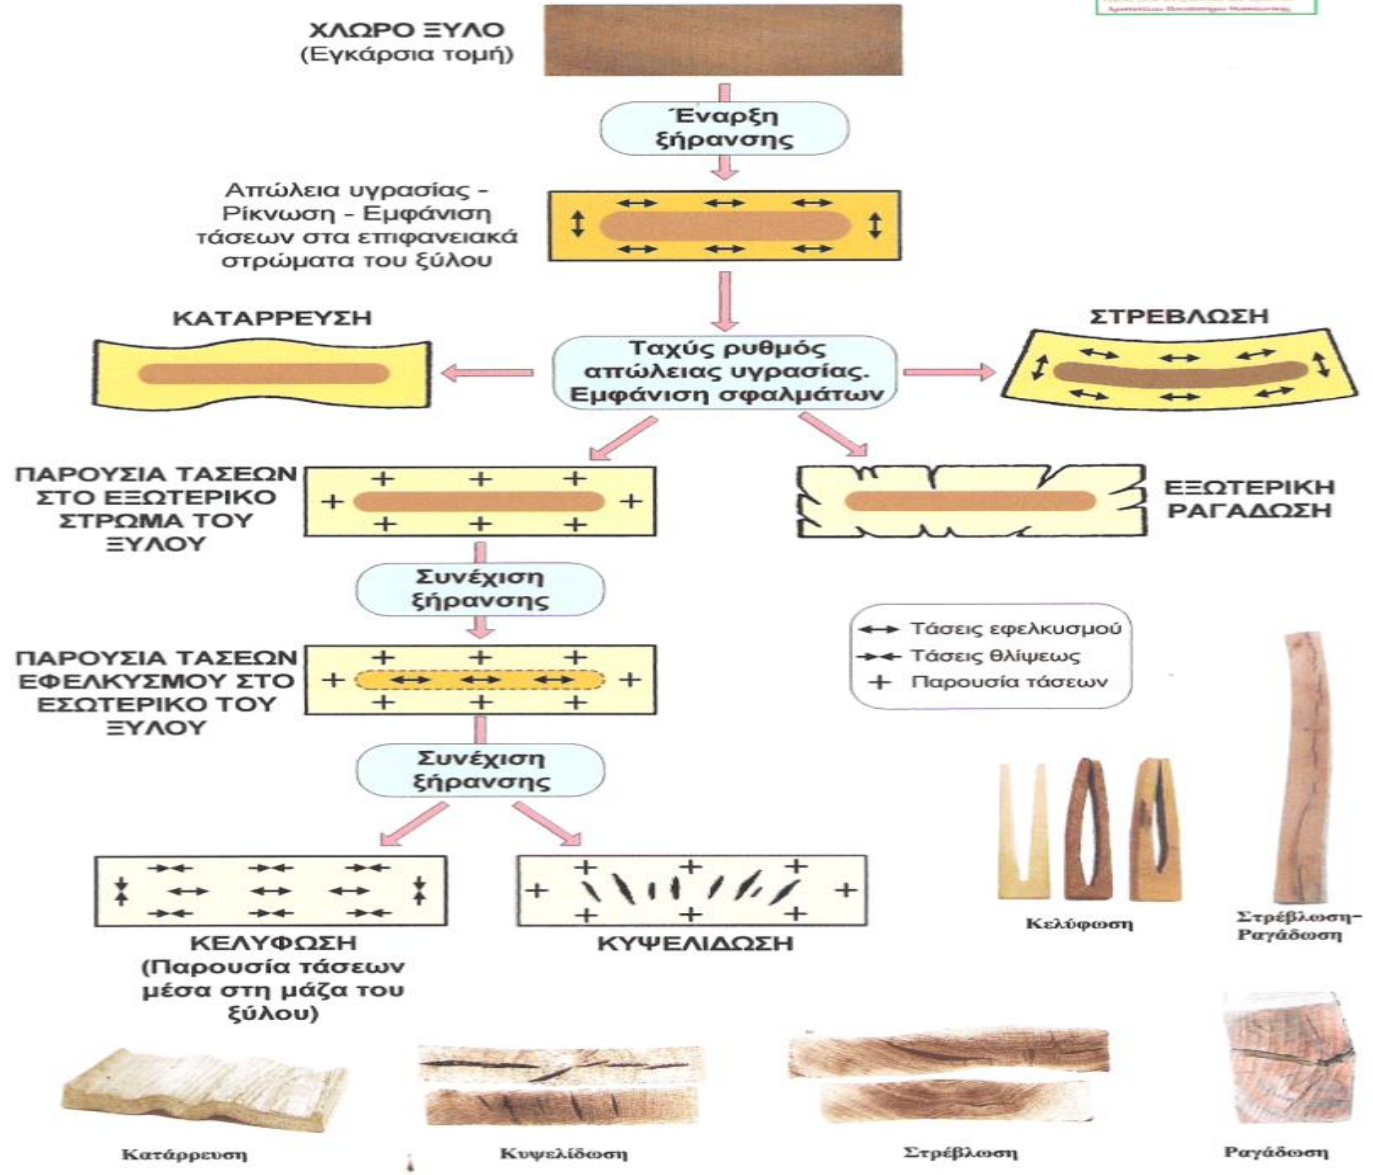 ΧΛΩΡΟ ΞΥΛΟ
(Εγκάρσια τομή)
Έναρξη
ξήρανσης
Απώλεια υγρασίας -
Ρίκνωση - Εμφάνιση
τάσεων στα επιφανειακά
στρώματα του ξύλου
ΚΑΤΑΡΡΕΥΣΗ
Ταχύς ρυθμός
απώλειας υγρασίας.
Εμφάνιση σφαλμάτων
ΣΤΡΕΒΛΩΣΗ
ΠΑΡΟΥΣΙΑ ΤΑΣΕΩΝ
ΣΤΟ ΕΞΩΤΕΡΙΚΟ
ΣΤΡΩΜΑ ΤΟΥ
ΞΥΛΟΥ
ΕΞΩΤΕΡΙΚΗ
ΡΑΓΑΔΩΣΗ
Συνέχιση
ξήρανσης
Τάσεις εφελκυσμού
Τάσεις θλίψεως
Παρουσία τάσεων
ΠΑΡΟΥΣΙΑ ΤΑΣΕΩΝ
ΕΦΕΛΚΥΣΜΟΥ ΣΤΟ
ΕΣΩΤΕΡΙΚΟ ΤΟΥ
ΞΥΛΟΥ
Συνέχιση
ξήρανσης
ΚΕΛΥΦΩΣΗ
(Παρουσία τάσεων
μέσα στη μάζα του
ξύλου)
ΚΥΨΕΛΙΔΩΣΗ
Κελύφωση
Στρέβλωση-
Ραγάδωση
Κατάρρευση
Κυψελίδωση
Στρέβλωση
Ραγάδωση